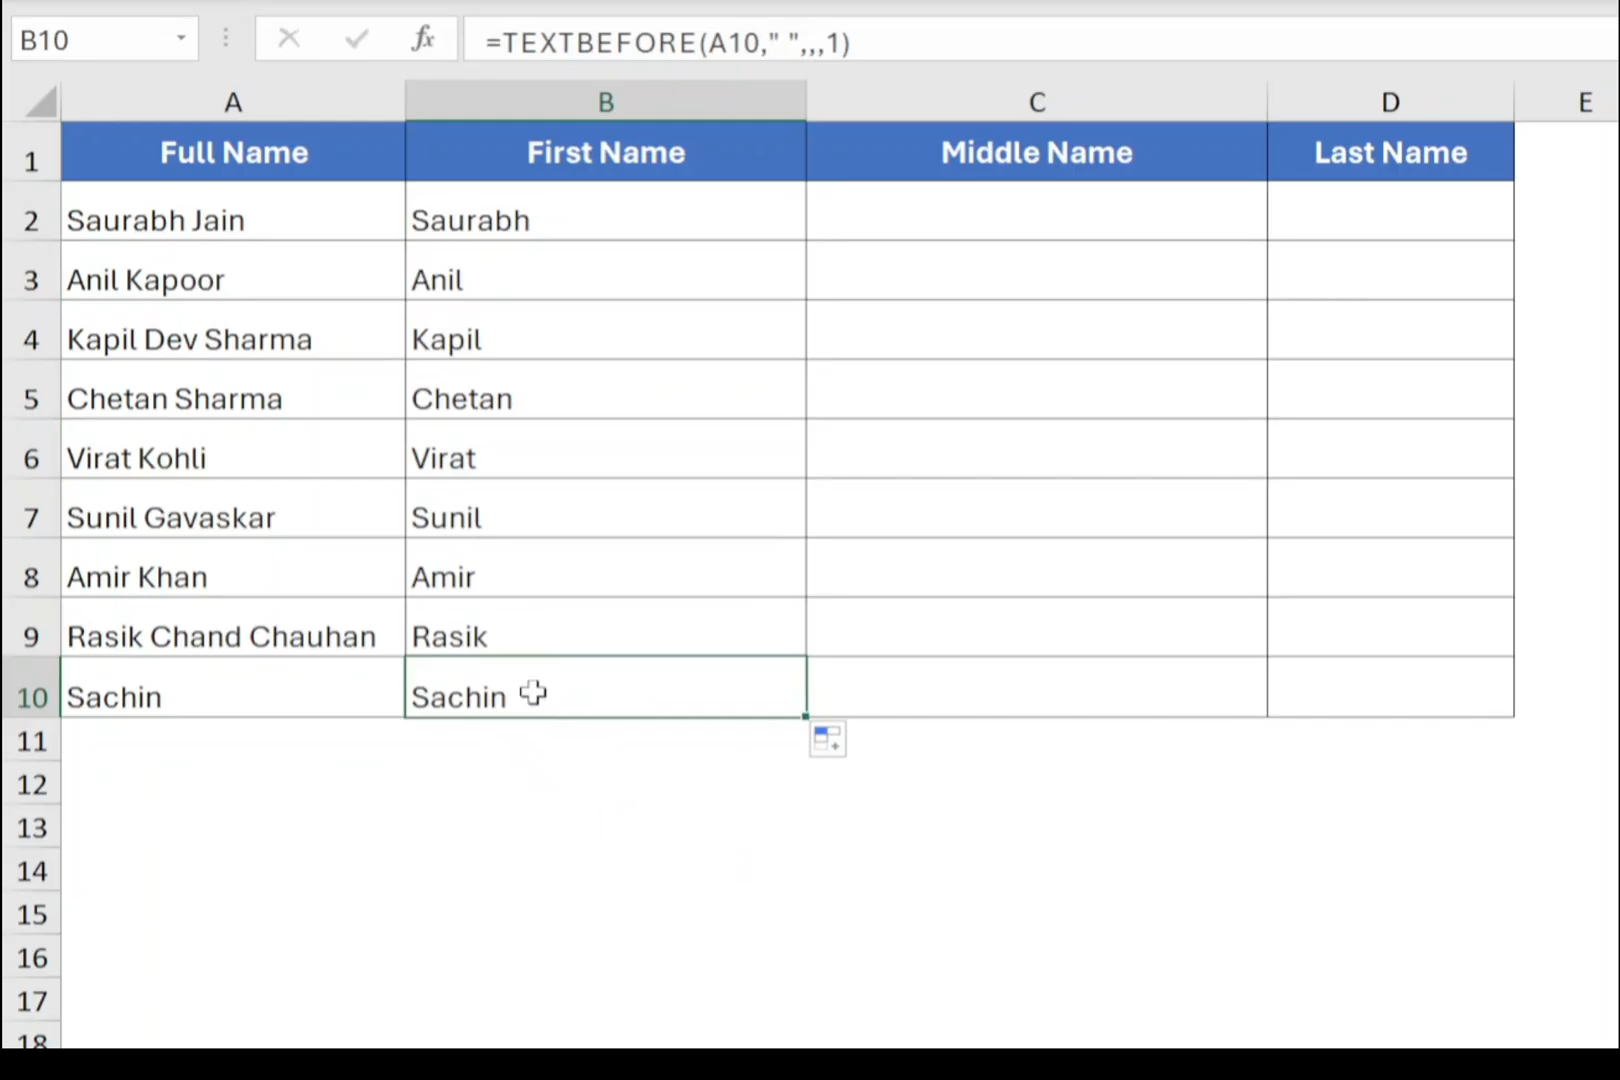 B10 fx =TEXTBEFORE(A10," ",,,1)
A B C D E
1 Full Name First Name Middle Name Last Name
2 Saurabh Jain Saurabh
3 Anil Kapoor Anil
4 Kapil Dev Sharma Kapil
5 Chetan Sharma Chetan
6 Virat Kohli Virat
7 Sunil Gavaskar Sunil
8 Amir Khan Amir
9 Rasik Chand Chauhan Rasik
10 Sachin Sachin
11
12
13
14
15
16
17
18